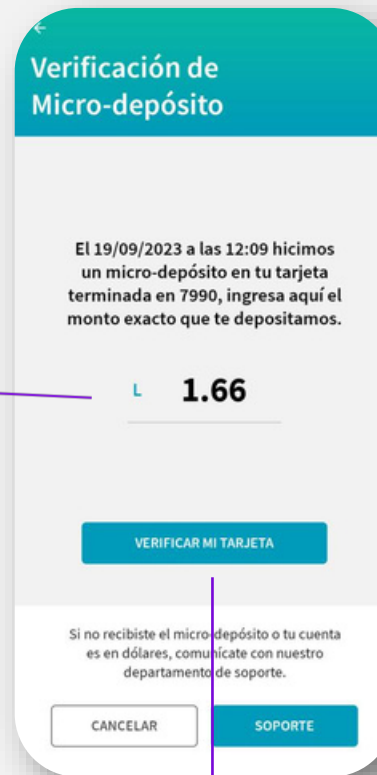 Verificación de
Micro-depósito
El 19/09/2023 a las 12:09 hicimos
un micro-depósito en tu tarjeta
terminada en 7990, ingresa aquí el
monto exacto que te depositamos.
L 1.66
VERIFICAR MI TARJETA
Si no recibiste el micro-depósito o tu cuenta
es en dólares, comunícate con nuestro
departamento de soporte.
CANCELAR SOPORTE